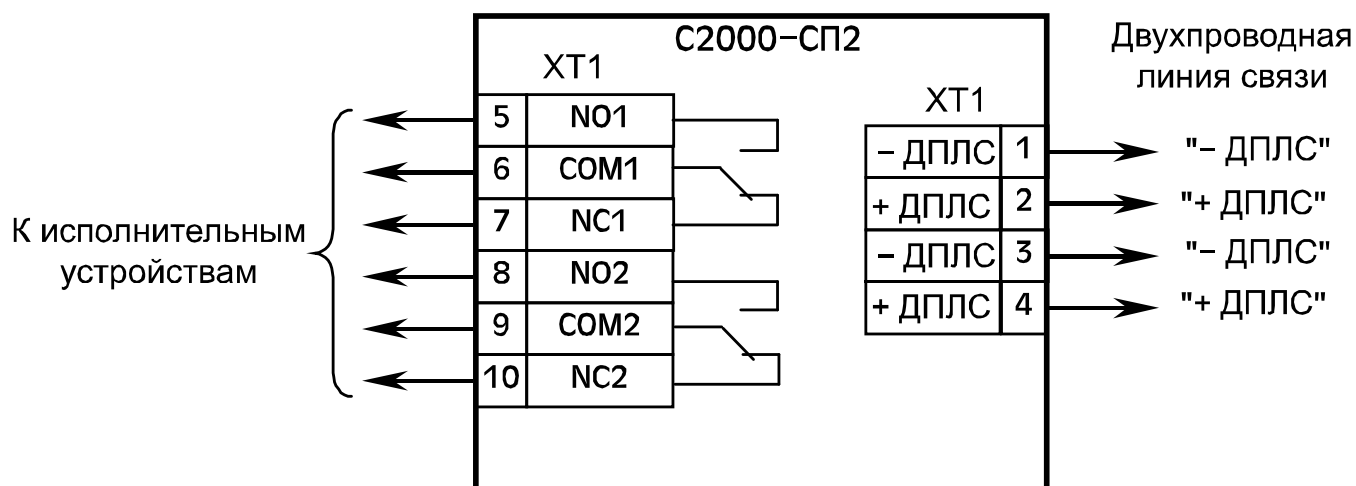 С2000-СП2
XT1
5 NO1
6 COM1
7 NC1
8 NO2
9 COM2
10 NC2
К исполнительным
устройствам
XT1
- ДПЛС 1
+ ДПЛС 2
- ДПЛС 3
+ ДПЛС 4
Двухпроводная
линия связи
"- ДПЛС"
"+ ДПЛС"
"- ДПЛС"
"+ ДПЛС"